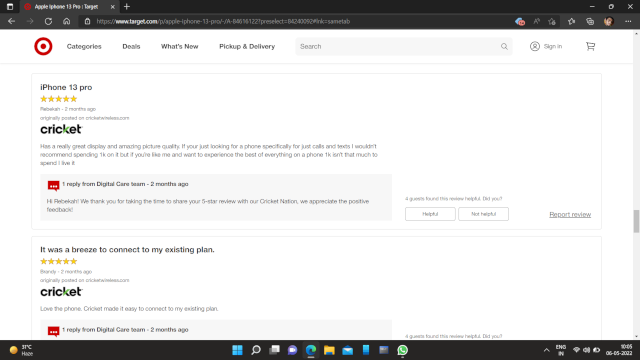 Apple Iphone 13 Pro : Target
https://www.target.com/p/apple-iphone-13-pro/-/A-84616122?preselect=84240092#lnk=sametab
Categories Deals What's New Pickup & Delivery Search Sign in
iPhone 13 pro
Rebekah - 2 months ago
originally posted on cricketwireless.com
cricket
Has a really great display and amazing picture quality. If your just looking for a phone specifically for just calls and texts I wouldn't
recommend spending 1k on it but if you're like me and want to experience the best of everything on a phone 1k isn't that much to
spend I live it
1 reply from Digital Care team - 2 months ago
Hi Rebekah! We thank you for taking the time to share your 5-star review with our Cricket Nation, we appreciate the positive
feedback!
4 guests found this review helpful. Did you?
Helpful Not helpful Report review
It was a breeze to connect to my existing plan.
Brandy - 2 months ago
originally posted on cricketwireless.com
cricket
Love the phone. Cricket made it easy to connect to my existing plan.
1 reply from Digital Care team - 2 months ago
4 guests found this review helpful. Did you?
31°C
Haze
ENG
IN
10:05
06-05-2022